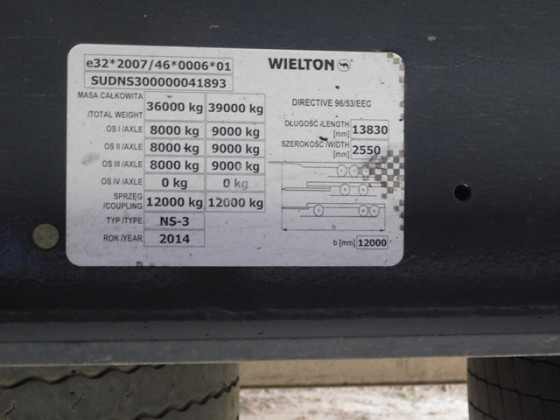 e32*2007/46*0006*01
WIELTON
SUDNS300000041893
MASA CAŁKOWITA
/TOTAL WEIGHT 36000 kg 39000 kg
DIRECTIVE 96/53/EEC
OS I /AXLE 8000 kg 9000 kg
DŁUGOŚĆ /LENGTH [mm] 13830
OS II /AXLE 8000 kg 9000 kg
SZEROKOŚĆ /WIDTH [mm] 2550
OS III /AXLE 8000 kg 9000 kg
OS IV /AXLE 0 kg 0 kg
SPRZĘG /COUPLING 12000 kg 12000 kg
TYP /TYPE NS-3
ROK /YEAR 2014
b [mm] 12000